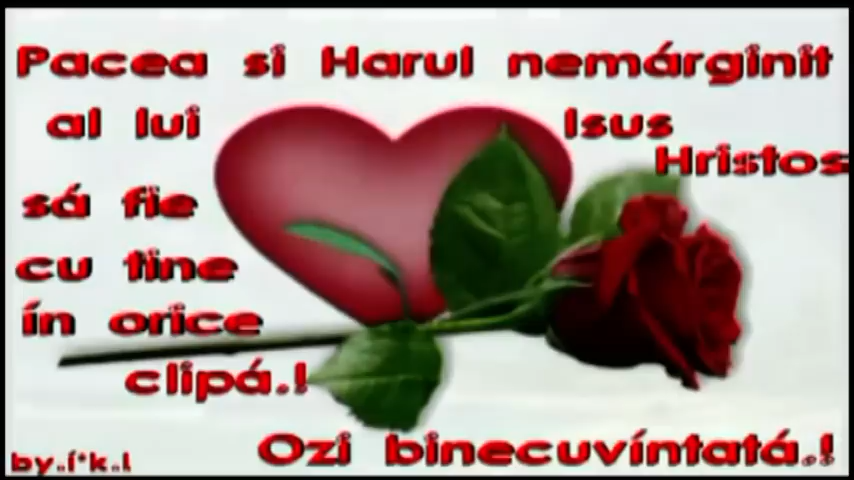 Pacea si Harul nemárginit
al lui Isus
Hristos
sá fie
cu tine
ín orice
clipá.!
Ozi binecuvíntatá.!
by.í*k.l